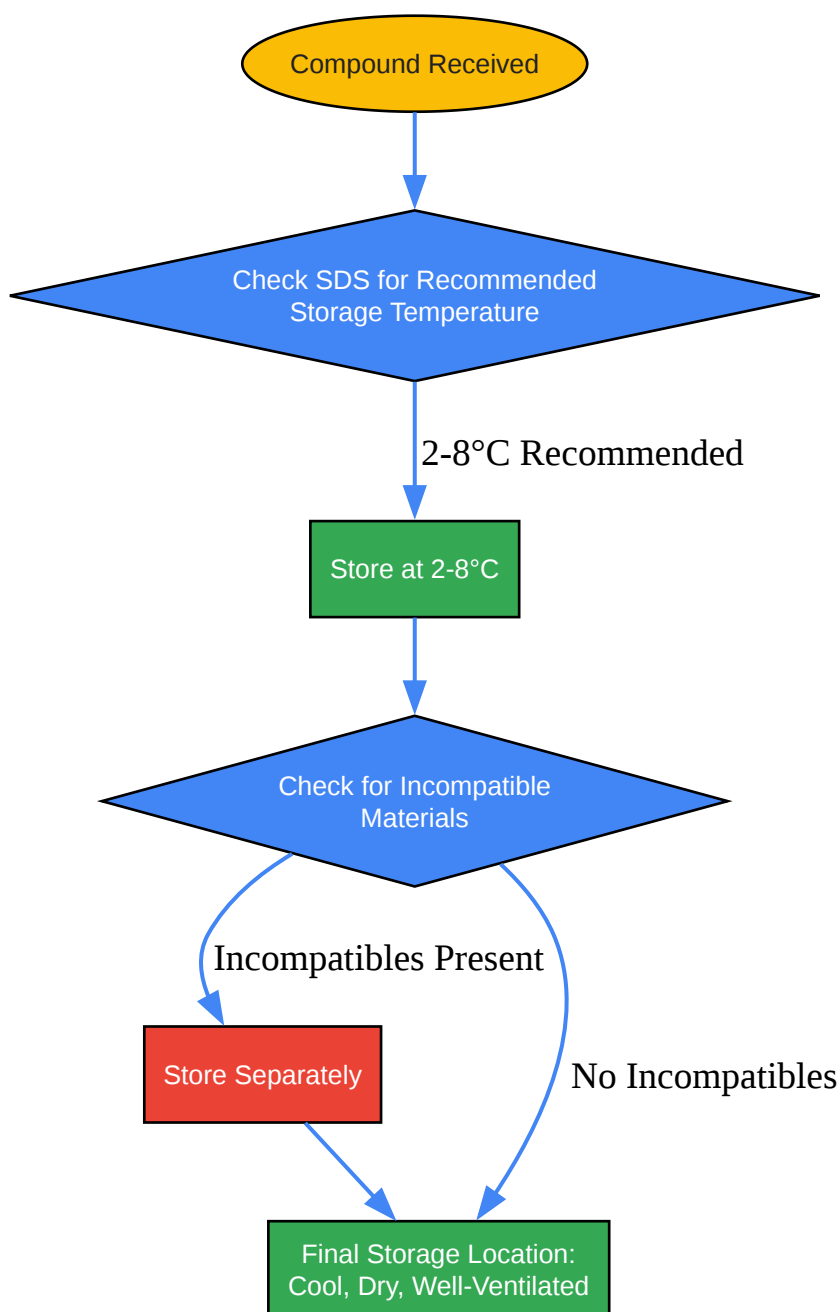 Compound Received
Check SDS for Recommended
Storage Temperature
2-8°C Recommended
Store at 2-8°C
Check for Incompatible
Materials
Incompatibles Present
Store Separately
No Incompatibles
Final Storage Location:
Cool, Dry, Well-Ventilated